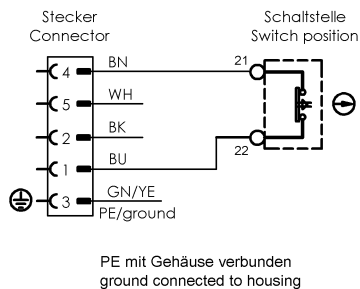 Stecker
Connector
Schaltstelle
Switch position
4 BN
21
5 WH
2 BK
1 BU
22
3 GN/YE
PE/ground
PE mit Gehäuse verbunden
ground connected to housing